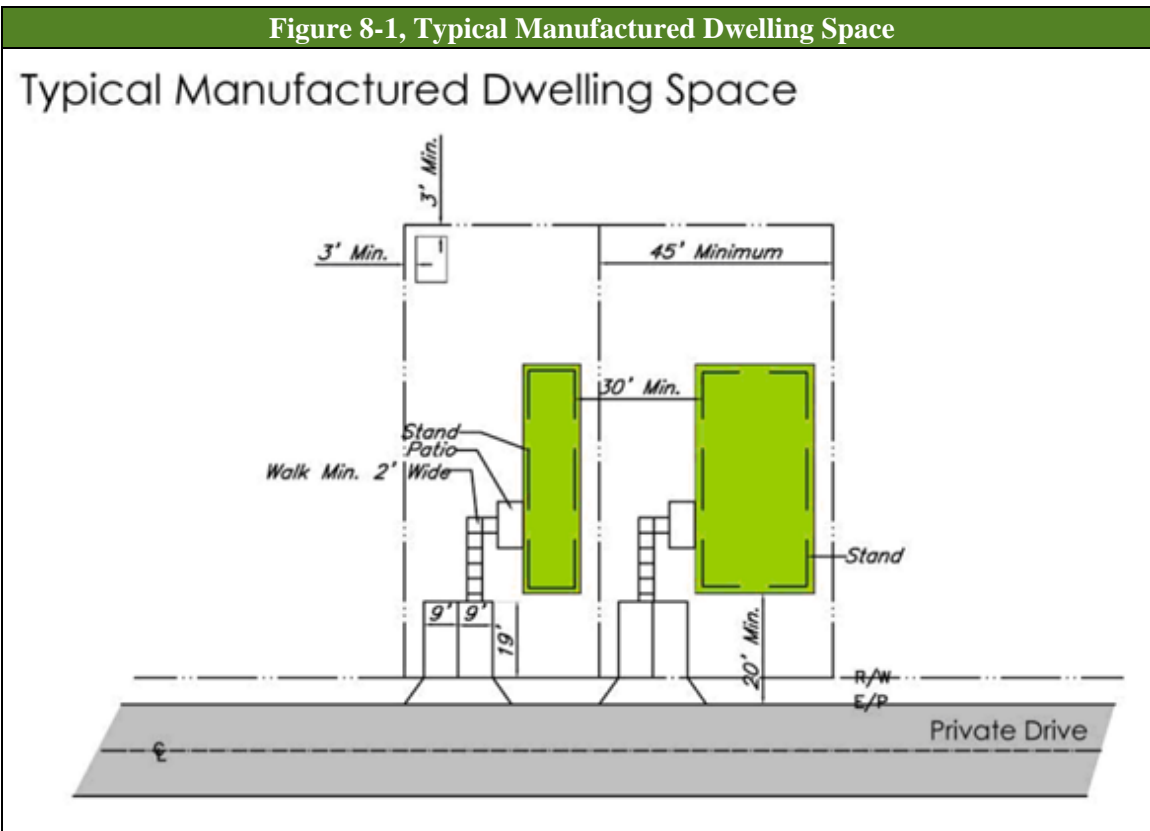 Figure 8-1, Typical Manufactured Dwelling Space
Typical Manufactured Dwelling Space
3' Min.
3' Min.
45' Minimum
30' Min.
Stand
Patio
Walk Min. 2' Wide
Stand
9' 9'
19'
20' Min.
R/W
E/P
Private Drive
℄